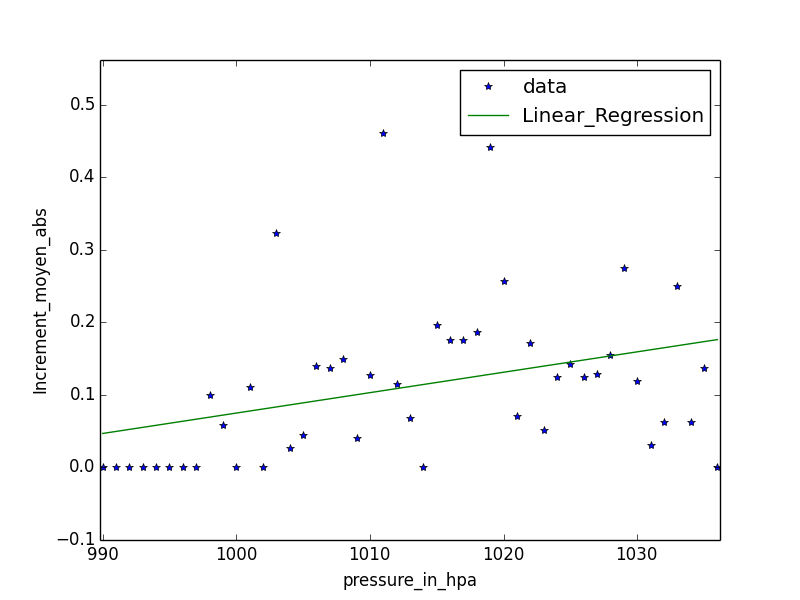 data
Linear_Regression
0.5
0.4
0.3
0.2
0.1
0.0
−0.1
Increment_moyen_abs
990 1000 1010 1020 1030
pressure_in_hpa